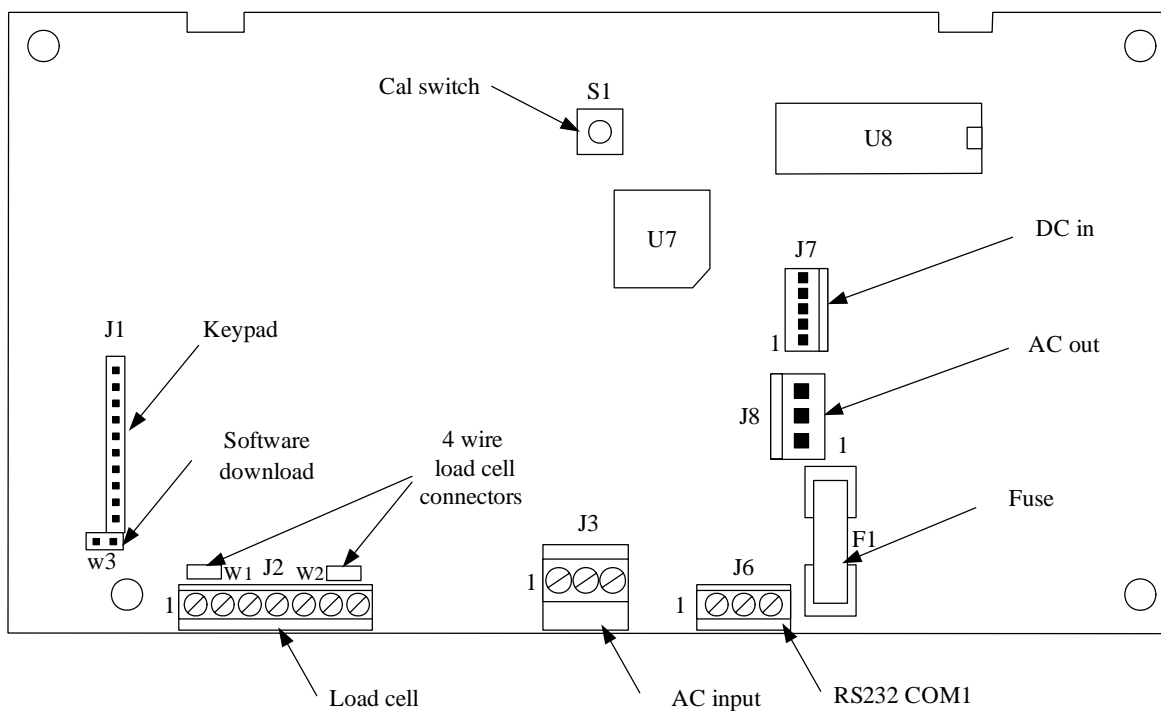 Cal switch
S1
U8
U7
J7
DC in
1
J1
Keypad
AC out
J8
1
Software
download
4 wire
load cell
connectors
Fuse
J3
F1
w3
W1
J2
W2
J6
1
1
1
Load cell
AC input
RS232 COM1